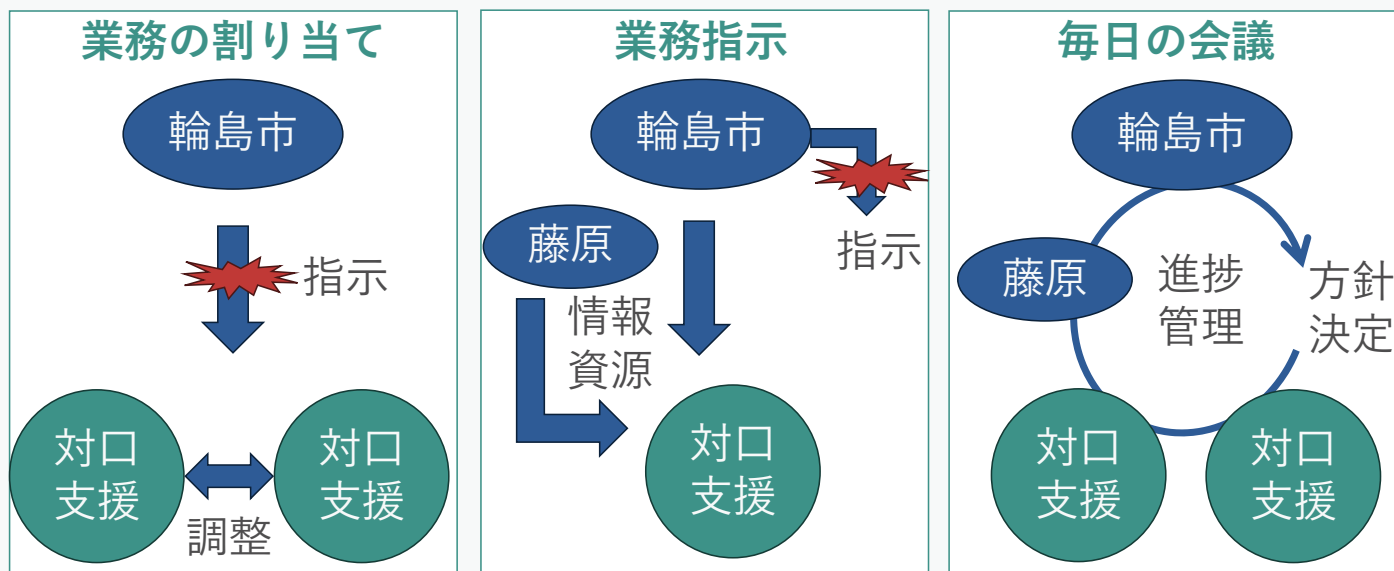 業務の割り当て
輪島市
指示
対口
支援
対口
支援
調整
業務指示
輪島市
指示
藤原
情報
資源
対口
支援
毎日の会議
輪島市
藤原
進捗
管理
方針
決定
対口
支援
対口
支援